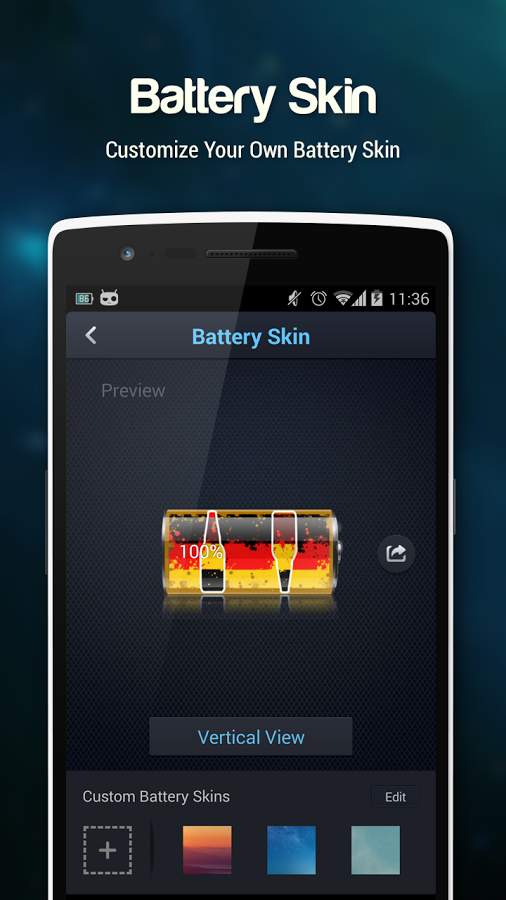 Battery Skin
Customize Your Own Battery Skin
86 11:36
Battery Skin
Preview
100%
Vertical View
Custom Battery Skins Edit